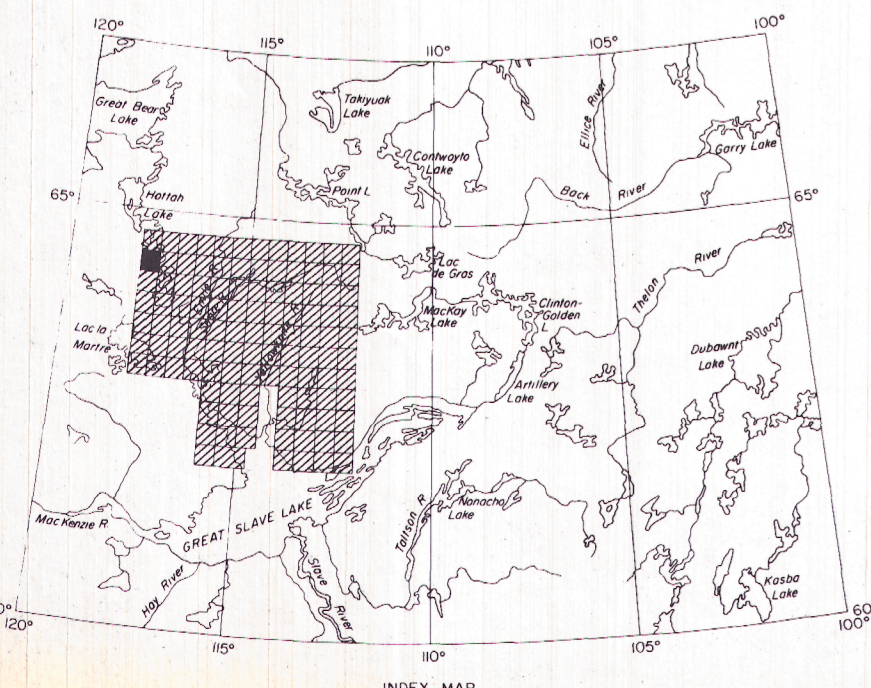 120°
115°
110°
105°
100°
Great Bear
Lake
Takiyuak
Lake
Ellice River
Garry Lake
Contwoyto
Lake
Point L
Back River
65°
Hottah
Lake
65°
Lac
de Gras
Thelon River
MacKay
Lake
Clinton-
Golden
L
Yellowknife R.
Lac la
Martre
Dubawnt
Lake
Artillery
Lake
GREAT SLAVE LAKE
MacKenzie R.
Taltson R.
Nonacho
Lake
Hay River
Slave River
Kasba
Lake
0°
120°
60
100°
115°
110°
105°
INDEX MAP